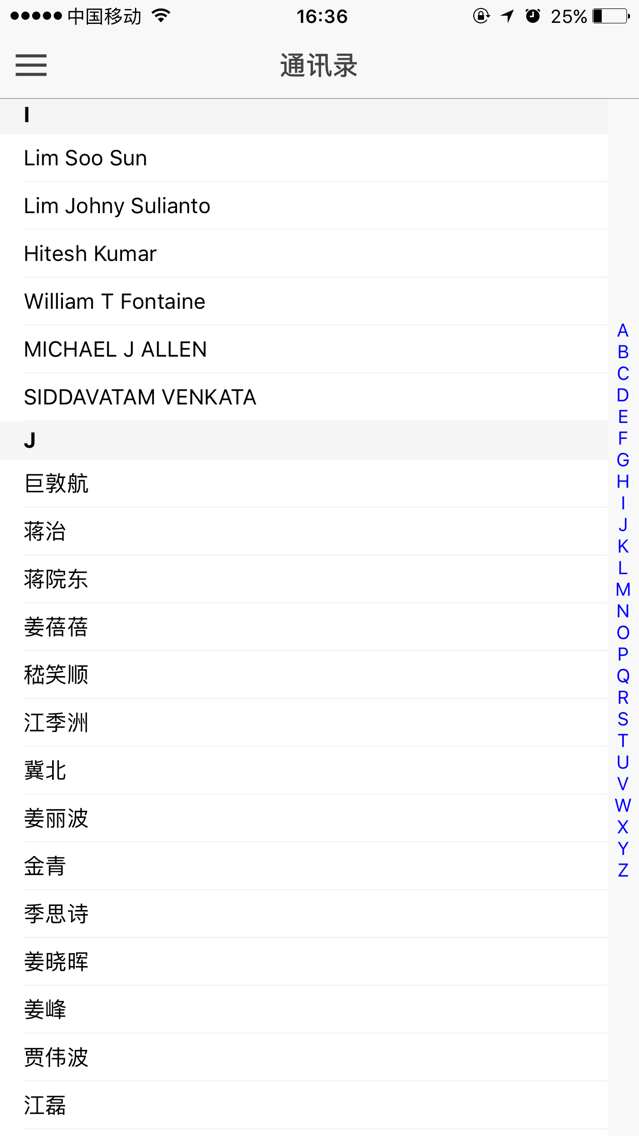 中国移动 16:36 25%
通讯录
I
Lim Soo Sun
Lim Johny Sulianto
Hitesh Kumar
William T Fontaine
MICHAEL J ALLEN
SIDDAVATAM VENKATA
J
巨敦航
蒋治
蒋院东
姜蓓蓓
嵇笑顺
江季洲
冀北
姜丽波
金青
季思诗
姜晓晖
姜峰
贾伟波
江磊
A
B
C
D
E
F
G
H
I
J
K
L
M
N
O
P
Q
R
S
T
U
V
W
X
Y
Z